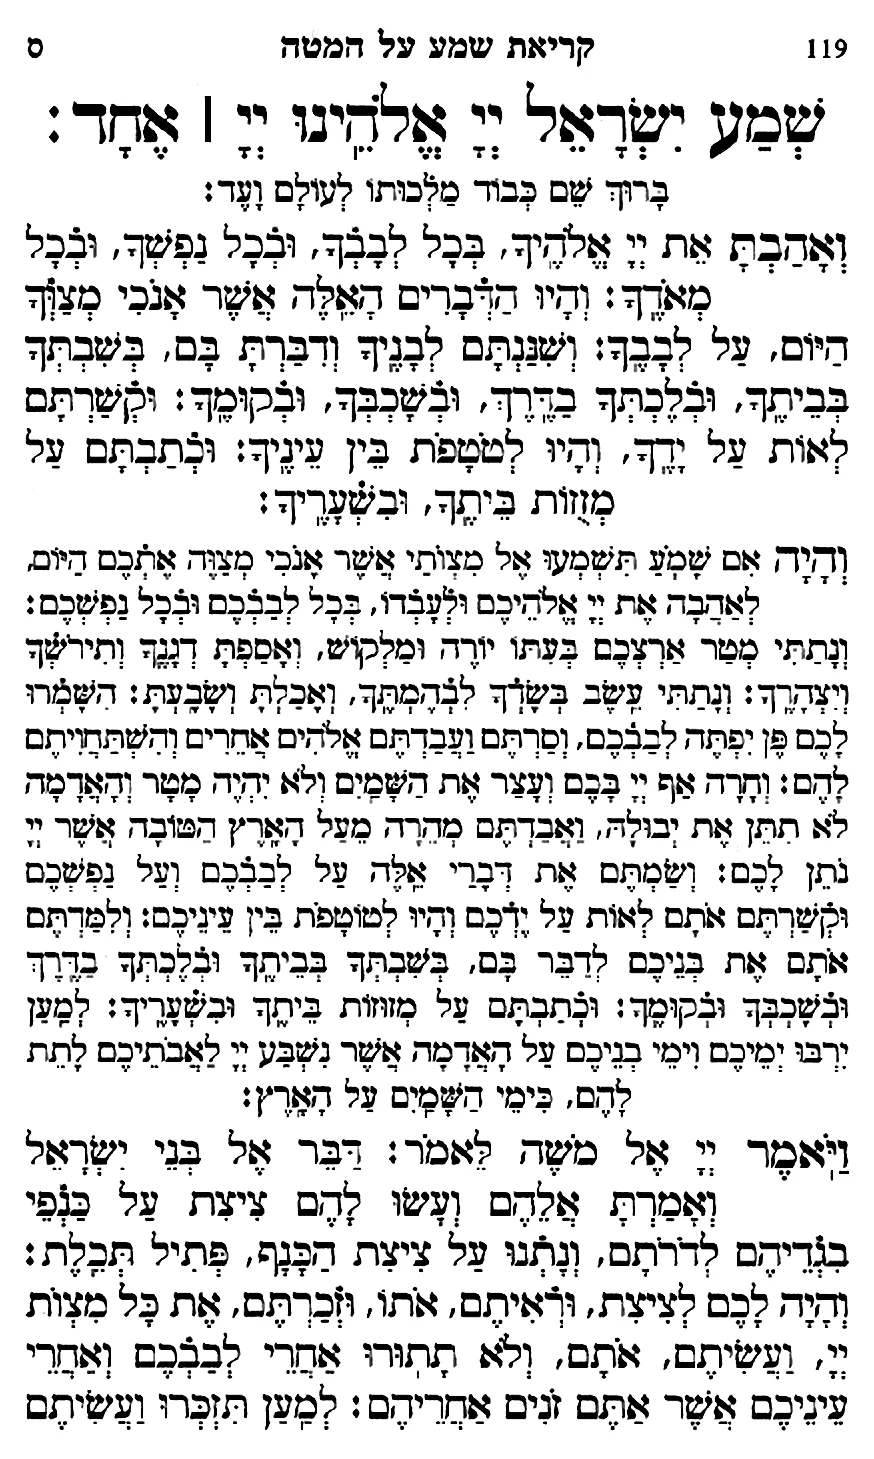 119 קריאת שמע על המטה ס
שְׁמַע יִשְׂרָאֵל יְיָ אֱלֹהֵינוּ יְיָ | אֶחָד:
בָּרוּךְ שֵׁם כְּבוֹד מַלְכוּתוֹ לְעוֹלָם וָעֶד:
וְאָהַבְתָּ אֵת יְיָ אֱלֹהֶיךָ, בְּכָל לְבָבְךָ, וּבְכָל נַפְשְׁךָ, וּבְכָל
מְאֹדֶךָ: וְהָיוּ הַדְּבָרִים הָאֵלֶּה אֲשֶׁר אָנֹכִי מְצַוְּךָ
הַיּוֹם, עַל לְבָבֶךָ: וְשִׁנַּנְתָּם לְבָנֶיךָ וְדִבַּרְתָּ בָּם, בְּשִׁבְתְּךָ
בְּבֵיתֶךָ, וּבְלֶכְתְּךָ בַדֶּרֶךְ, וּבְשָׁכְבְּךָ, וּבְקוּמֶךָ: וּקְשַׁרְתָּם
לְאוֹת עַל יָדֶךָ, וְהָיוּ לְטֹטָפֹת בֵּין עֵינֶיךָ: וּכְתַבְתָּם עַל
מְזֻזוֹת בֵּיתֶךָ, וּבִשְׁעָרֶיךָ:
וְהָיָה אִם שָׁמֹעַ תִּשְׁמְעוּ אֶל מִצְוֹתַי אֲשֶׁר אָנֹכִי מְצַוֶּה אֶתְכֶם הַיּוֹם,
לְאַהֲבָה אֶת יְיָ אֱלֹהֵיכֶם וּלְעָבְדוֹ, בְּכָל לְבַבְכֶם וּבְכָל נַפְשְׁכֶם:
וְנָתַתִּי מְטַר אַרְצְכֶם בְּעִתּוֹ יוֹרֶה וּמַלְקוֹשׁ, וְאָסַפְתָּ דְגָנֶךָ וְתִירֹשְׁךָ
וְיִצְהָרֶךָ: וְנָתַתִּי עֵשֶׂב בְּשָׂדְךָ לִבְהֶמְתֶּךָ, וְאָכַלְתָּ וְשָׂבָעְתָּ: הִשָּׁמְרוּ
לָכֶם פֶּן יִפְתֶּה לְבַבְכֶם, וְסַרְתֶּם וַעֲבַדְתֶּם אֱלֹהִים אֲחֵרִים וְהִשְׁתַּחֲוִיתֶם
לָהֶם: וְחָרָה אַף יְיָ בָּכֶם וְעָצַר אֶת הַשָּׁמַיִם וְלֹא יִהְיֶה מָטָר וְהָאֲדָמָה
לֹא תִתֵּן אֶת יְבוּלָהּ, וַאֲבַדְתֶּם מְהֵרָה מֵעַל הָאָרֶץ הַטּוֹבָה אֲשֶׁר יְיָ
נֹתֵן לָכֶם: וְשַׂמְתֶּם אֶת דְּבָרַי אֵלֶּה עַל לְבַבְכֶם וְעַל נַפְשְׁכֶם
וּקְשַׁרְתֶּם אֹתָם לְאוֹת עַל יֶדְכֶם וְהָיוּ לְטוֹטָפֹת בֵּין עֵינֵיכֶם: וְלִמַּדְתֶּם
אֹתָם אֶת בְּנֵיכֶם לְדַבֵּר בָּם, בְּשִׁבְתְּךָ בְּבֵיתֶךָ וּבְלֶכְתְּךָ בַדֶּרֶךְ
וּבְשָׁכְבְּךָ וּבְקוּמֶךָ: וּכְתַבְתָּם עַל מְזוּזוֹת בֵּיתֶךָ וּבִשְׁעָרֶיךָ: לְמַעַן
יִרְבּוּ יְמֵיכֶם וִימֵי בְנֵיכֶם עַל הָאֲדָמָה אֲשֶׁר נִשְׁבַּע יְיָ לַאֲבֹתֵיכֶם לָתֵת
לָהֶם, כִּימֵי הַשָּׁמַיִם עַל הָאָרֶץ:
וַיֹּאמֶר יְיָ אֶל מֹשֶׁה לֵּאמֹר: דַּבֵּר אֶל בְּנֵי יִשְׂרָאֵל
וְאָמַרְתָּ אֲלֵהֶם וְעָשׂוּ לָהֶם צִיצִת עַל כַּנְפֵי
בִגְדֵיהֶם לְדֹרֹתָם, וְנָתְנוּ עַל צִיצִת הַכָּנָף, פְּתִיל תְּכֵלֶת:
וְהָיָה לָכֶם לְצִיצִת, וּרְאִיתֶם, אֹתוֹ, וּזְכַרְתֶּם, אֶת כָּל מִצְוֹת
יְיָ, וַעֲשִׂיתֶם, אֹתָם, וְלֹא תָתוּרוּ אַחֲרֵי לְבַבְכֶם וְאַחֲרֵי
עֵינֵיכֶם אֲשֶׁר אַתֶּם זֹנִים אַחֲרֵיהֶם: לְמַעַן תִּזְכְּרוּ וַעֲשִׂיתֶם